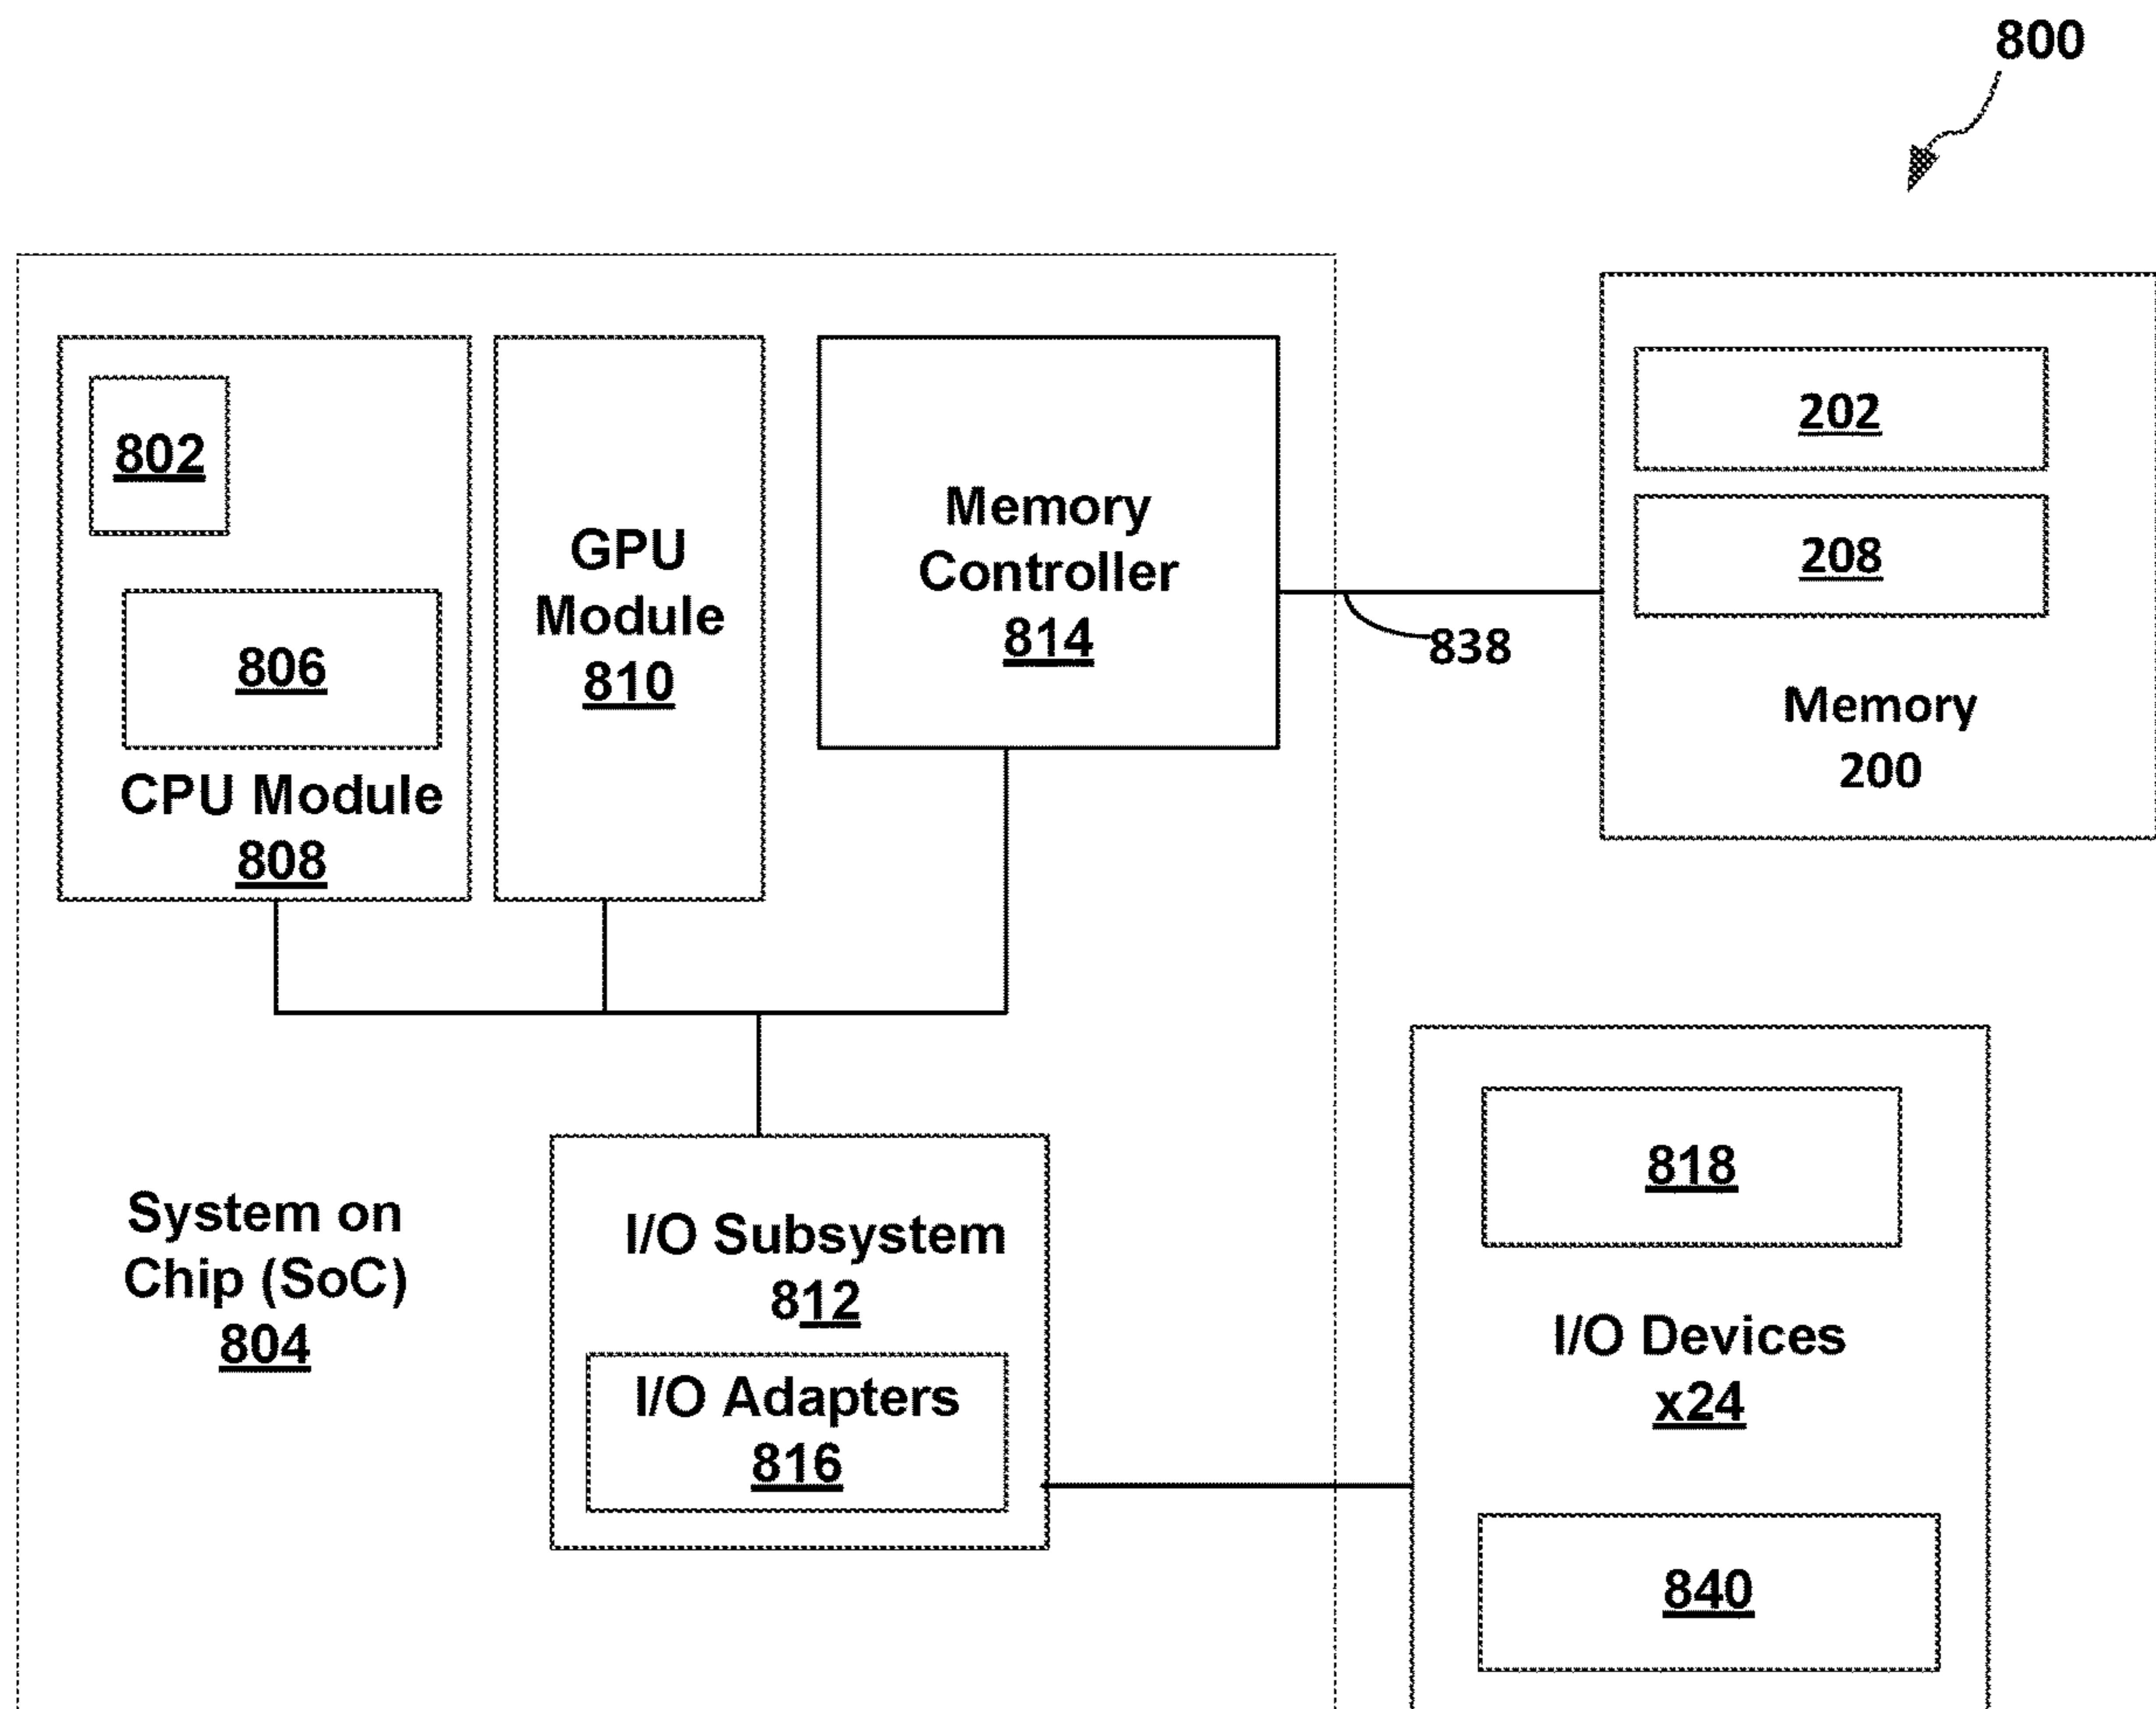 800
802
806
CPU Module
808
GPU
Module
810
Memory
Controller
814
838
202
208
Memory
200
System on
Chip (SoC)
804
I/O Subsystem
812
I/O Adapters
816
818
I/O Devices
x24
840